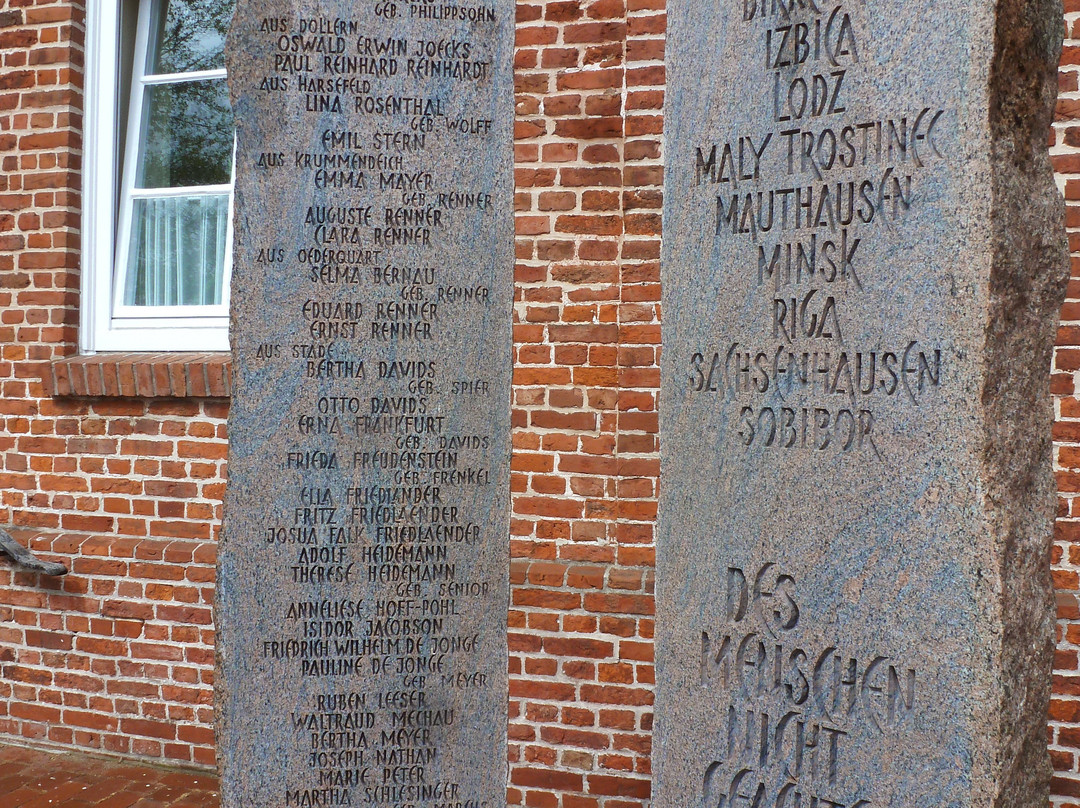 GEB. PHILIPPSOHN
AUS DOLLERN
OSWALD ERWIN JOECKS
PAUL REINHARD REINHARDT
AUS HARSEFELD
LINA ROSENTHAL
GEB. WOLFF
EMIL STERN
AUS KRUMMENDEICH
EMMA MAYER
GEB. RENNER
AUGUSTE RENNER
CLARA RENNER
AUS OEDERQUART
SELMA BERNAU
GEB. RENNER
EDUARD RENNER
ERNST RENNER
AUS STADE
BERTHA DAVIDS
GEB. SPIER
OTTO DAVIDS
ERNA FRANKFURT
GEB. DAVIDS
FRIEDA FREUDENSTEIN
GEB. FRENKEL
ELLA FRIEDLÄNDER
FRITZ FRIEDLAENDER
JOSUA FALK FRIEDLAENDER
ADOLF HEIDEMANN
THERESE HEIDEMANN
GEB. SENIOR
ANNELIESE HOFF-POHL
ISIDOR JACOBSON
FRIEDRICH WILHELM DE JONGE
PAULINE DE JONGE
GEB. MEYER
RUBEN LEESER
WALTRAUD MECHAU
BERTHA MEYER
JOSEPH NATHAN
MARIE PETER
MARTHA SCHLESINGER
GEB. MARCUS
IZBICA
LODZ
MALY TROSTINEC
MAUTHAUSEN
MINSK
RIGA
SACHSENHAUSEN
SOBIBOR
DES
MENSCHEN
NICHT